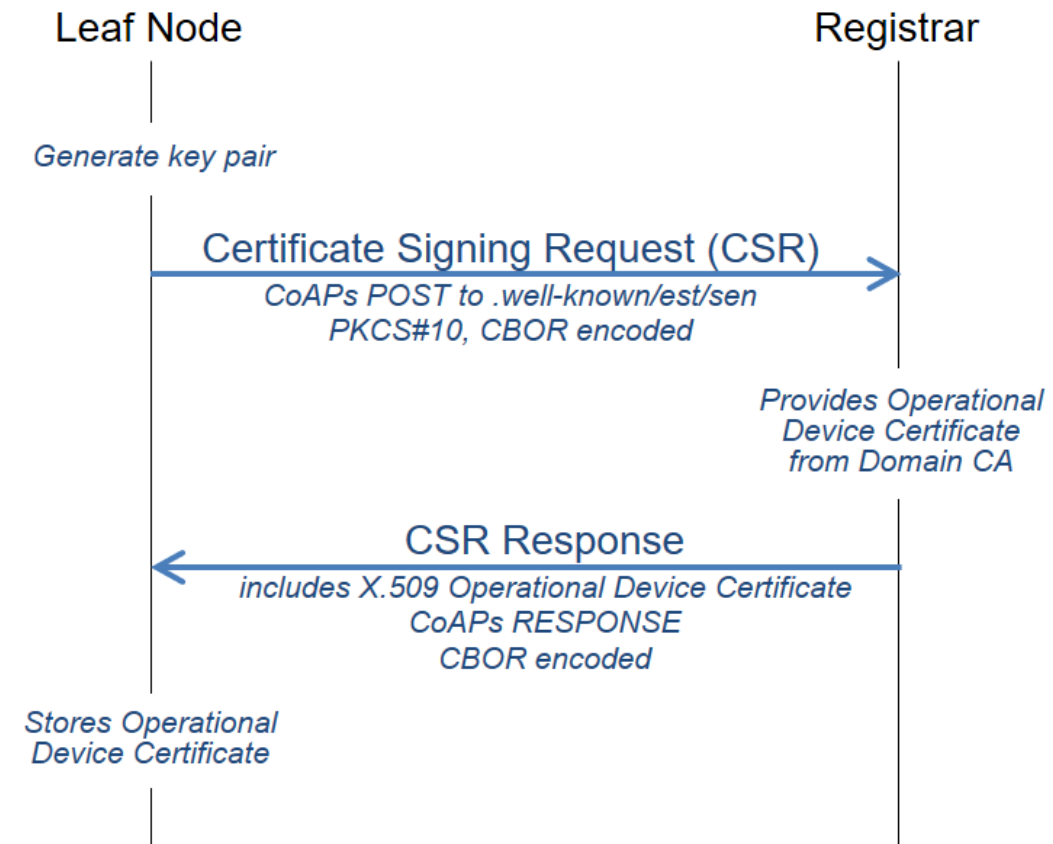 Leaf Node
Registrar
Generate key pair
Certificate Signing Request (CSR)
CoAPs POST to .well-known/est/sen
PKCS#10, CBOR encoded
Provides Operational
Device Certificate
from Domain CA
CSR Response
includes X.509 Operational Device Certificate
CoAPs RESPONSE
CBOR encoded
Stores Operational
Device Certificate